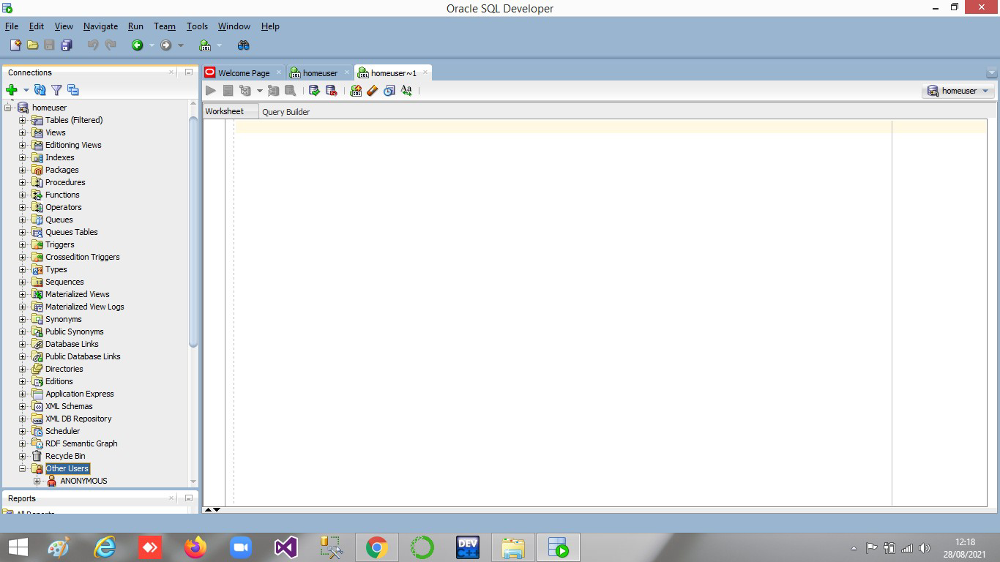 Oracle SQL Developer
File Edit View Navigate Run Team Tools Window Help
Connections
Welcome Page
homeuser
homeuser~1
homeuser
Worksheet
Query Builder
homeuser
Tables (Filtered)
Views
Editioning Views
Indexes
Packages
Procedures
Functions
Operators
Queues
Queues Tables
Triggers
Crossedition Triggers
Types
Sequences
Materialized Views
Materialized View Logs
Synonyms
Public Synonyms
Database Links
Public Database Links
Directories
Editions
Application Express
XML Schemas
XML DB Repository
Scheduler
RDF Semantic Graph
Recycle Bin
Other Users
ANONYMOUS
Reports
All Reports
DEV
C++
12:18
28/08/2021